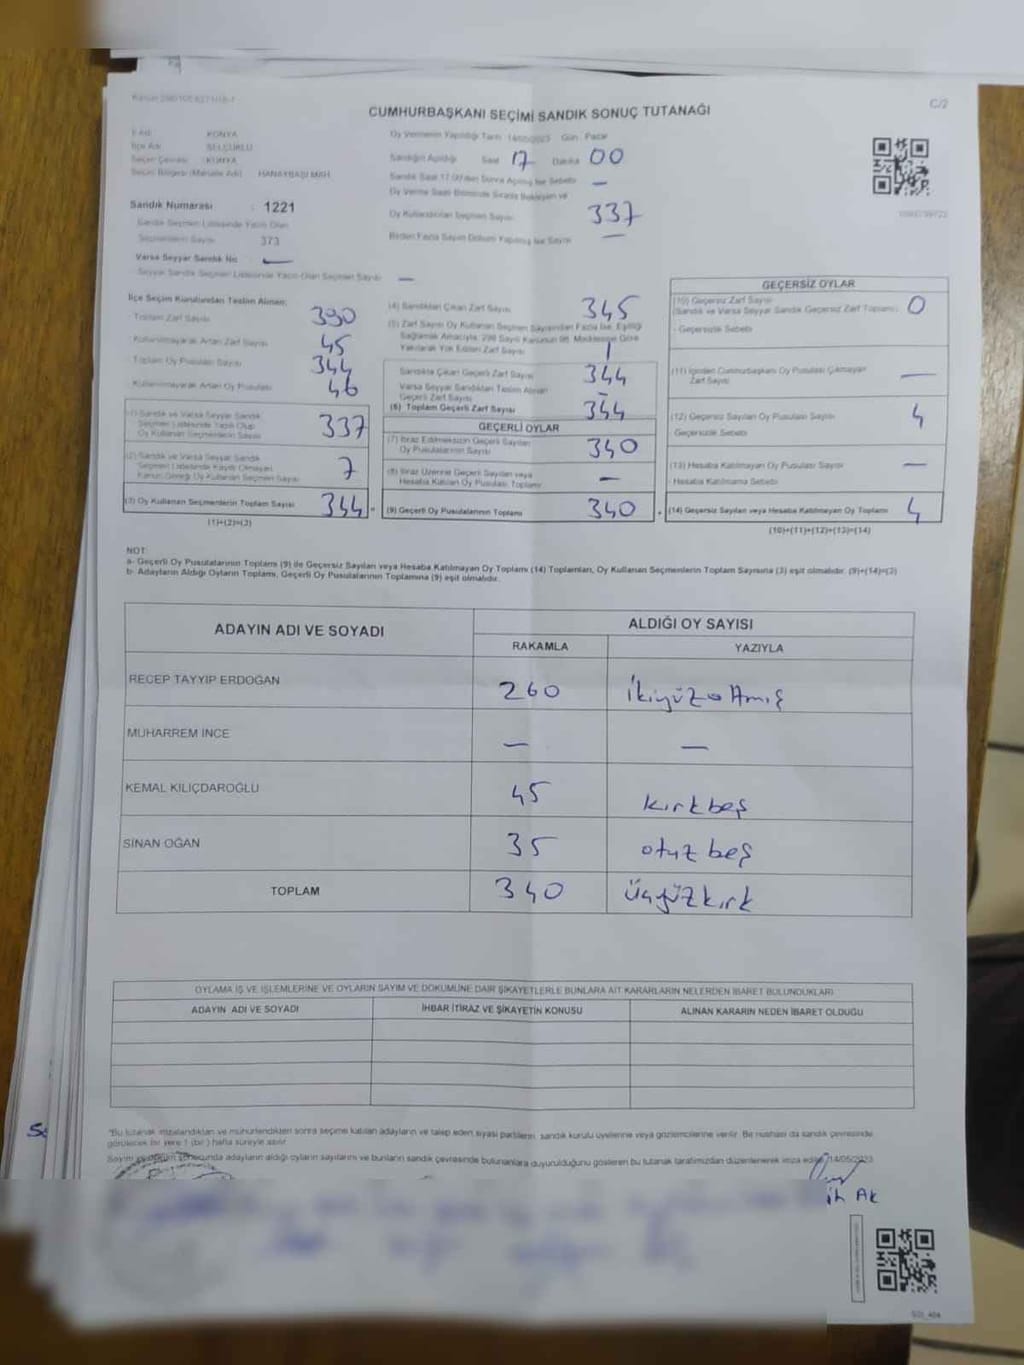 C/2
CUMHURBAŞKANI SEÇİMİ SANDIK SONUÇ TUTANAĞI
İl Adı KONYA
İlçe Adı SELÇUKLU
Seçim Çevresi KONYA
Seçim Bölgesi (Mahalle Adı) HANAYBAŞI MAH.
Sandık Numarası : 1221
Sandık Seçmen Listesinde Yazılı Olan
Seçmenlerin Sayısı 373
Varsa Seyyar Sandık No —
Seyyar Sandık Seçmen Listesinde Yazılı Olan Seçmen Sayısı —
Oy Vermenin Yapıldığı Tarih 14/05/2023 Gün Pazar
Sandığın Açıldığı Saat 17 Dakika 00
Sandık Saat 17.00'den Sonra Açılmış İse Sebebi —
Oy Verme Saati Bitiminde Sırada Bekleyen ve
Oy Kullandırılan Seçmen Sayısı 337
Birden Fazla Sayım Döküm Yapılmış İse Sayısı —
İlçe Seçim Kurulundan Teslim Alınan;
Toplam Zarf Sayısı 390
Kullanılmayarak Artan Zarf Sayısı 45
Toplam Oy Pusulası Sayısı 344
Kullanılmayarak Artan Oy Pusulası 46
(1) Sandık ve Varsa Seyyar Sandık
Seçmen Listesinde Yazılı Olup
Oy Kullanan Seçmenlerin Sayısı 337
(2) Sandık ve Varsa Seyyar Sandık
Seçmen Listesinde Kayıtlı Olmayan
Kanun Gereği Oy Kullanan Seçmenlerin Sayısı 7
(3) Oy Kullanan Seçmenlerin Toplam Sayısı 344 =
(1)+(2)=(3)
(4) Sandıktan Çıkan Zarf Sayısı 345
(5) Zarf Sayısı Oy Kullanan Seçmen Sayısından Fazla İse, Eşitliği
Sağlamak Amacıyla, 298 Sayılı Kanunun 98. Maddesine Göre
Yakılarak Yok Edilen Zarf Sayısı 1
Sandıkta Çıkan Geçerli Zarf Sayısı 344
Varsa Seyyar Sandıktan Teslim Alınan
Geçerli Zarf Sayısı –
(6) Toplam Geçerli Zarf Sayısı 344
GEÇERLİ OYLAR
(7) İtiraz Edilmeksizin Geçerli Sayılan
Oy Pusulalarının Sayısı 340
(8) İtiraz Üzerine Geçerli Sayılan veya
Hesaba Katılan Oy Pusulası Toplamı —
(9) Geçerli Oy Pusulalarının Toplamı 340 +
GEÇERSİZ OYLAR
(10) Geçersiz Zarf Sayısı
(Sandık ve Varsa Seyyar Sandık Geçersiz Zarf Toplamı) 0
- Geçersizlik Sebebi
(11) İçinden Cumhurbaşkanı Oy Pusulası Çıkmayan
Zarf Sayısı —
(12) Geçersiz Sayılan Oy Pusulası Sayısı 4
Geçersizlik Sebebi
(13) Hesaba Katılmayan Oy Pusulası Sayısı —
- Hesaba Katılmama Sebebi
(14) Geçersiz Sayılan veya Hesaba Katılmayan Oy Toplamı 4
(10)+(11)+(12)+(13)=(14)
NOT:
a- Geçerli Oy Pusulalarının Toplamı (9) ile Geçersiz Sayılan veya Hesaba Katılmayan Oy Toplamı (14) Toplamları, Oy Kullanan Seçmenlerin Toplam Sayısına (3) eşit olmalıdır. (9)+(14)=(3)
b- Adayların Aldığı Oyların Toplamı, Geçerli Oy Pusulalarının Toplamına (9) eşit olmalıdır.
ADAYIN ADI VE SOYADI ALDIĞI OY SAYISI
RAKAMLA YAZIYLA
RECEP TAYYIP ERDOĞAN 260 ikiyüzaltmış
MUHARREM İNCE — —
KEMAL KILIÇDAROĞLU 45 kırkbeş
SİNAN OĞAN 35 otuzbeş
TOPLAM 340 üçyüzkırk
OYLAMA İŞ VE İŞLEMLERİNE VE OYLARIN SAYIM VE DÖKÜMÜNE DAİR ŞİKAYETLERLE BUNLARA AİT KARARLARIN NELERDEN İBARET BULUNDUKLARI
ADAYIN ADI VE SOYADI İHBAR İTİRAZ VE ŞİKAYETİN KONUSU ALINAN KARARIN NEDEN İBARET OLDUĞU
"Bu tutanak imzalandıktan ve mühürlendikten sonra seçime katılan adayların ve talep eden siyasi partilerin, sandık kurulu üyelerine veya gözlemcilerine verilir. Bir nüshası da sandık çevresinde
görülecek bir yere 1 (bir) hafta süreyle asılır.
adayların aldığı oyların sayılarını ve bunların sandık çevresinde bulunanlara duyurulduğunu gösteren bu tutanak tarafımızdan düzenlenerek imza edildi. 14/05/2023
Ak